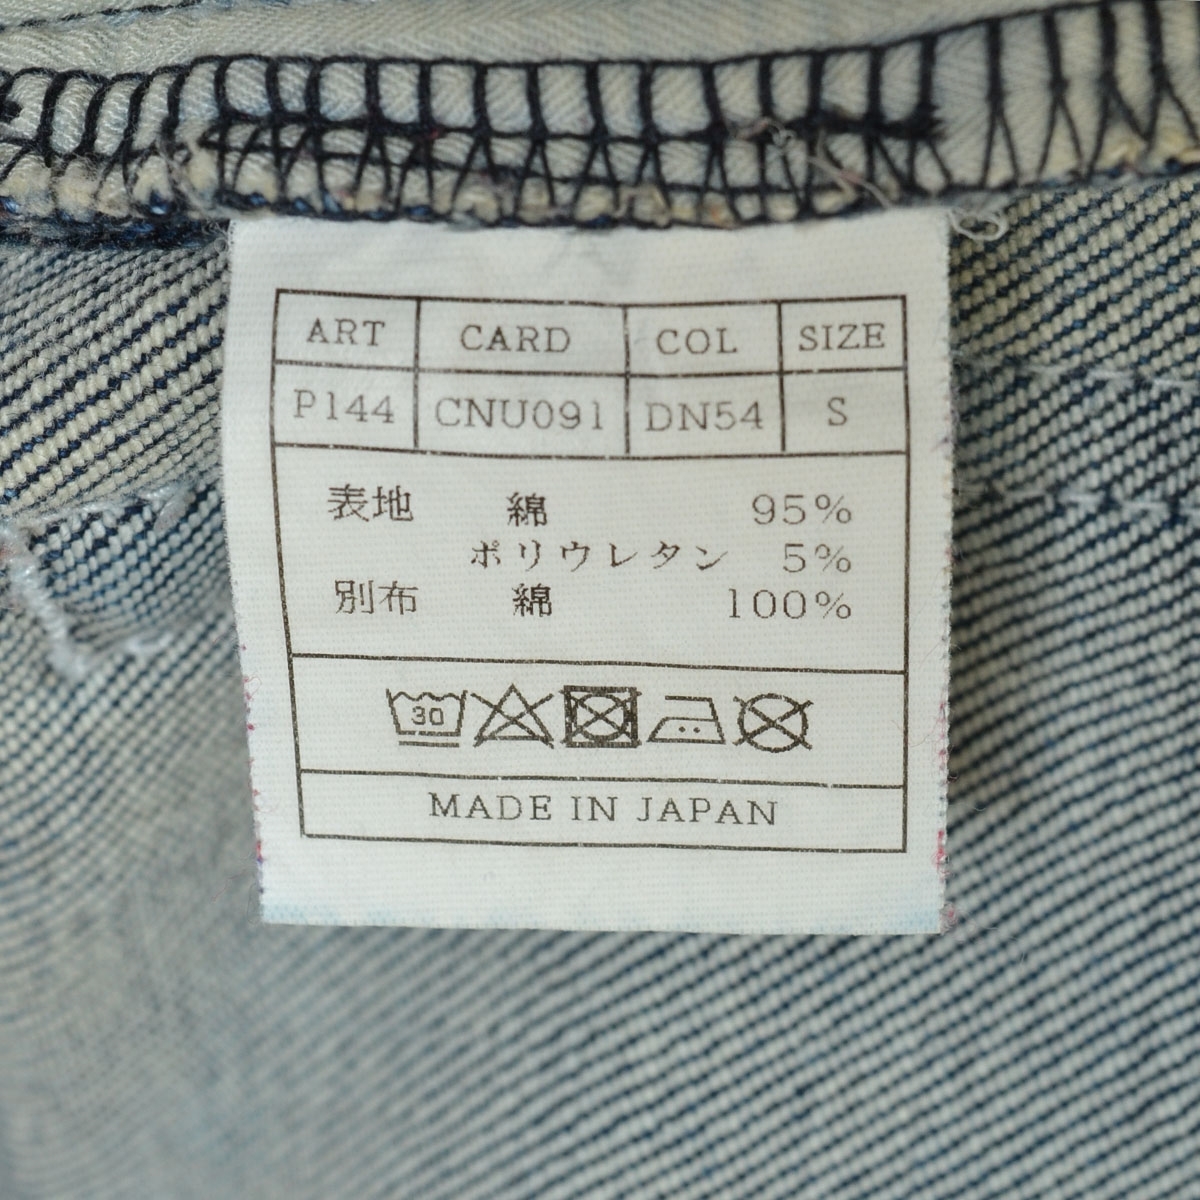 ART CARD COL SIZE
P144 CNU091 DN54 S
表地 綿 95%
ポリウレタン 5%
別布 綿 100%
30
MADE IN JAPAN